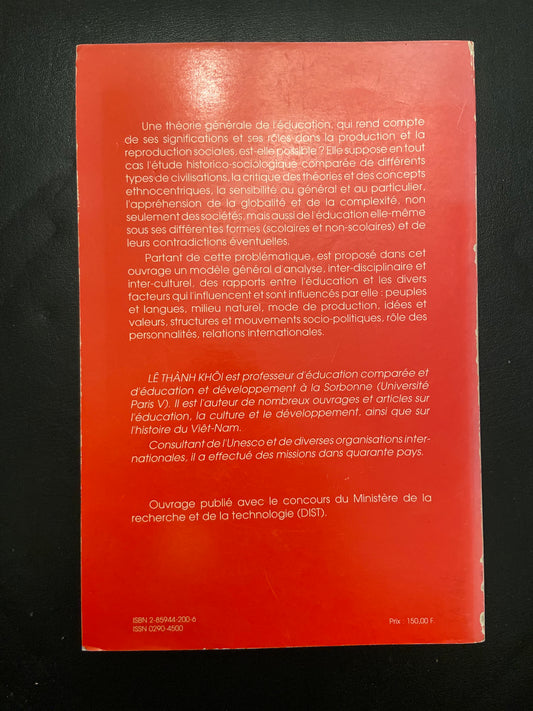 Une théorie générale de l'éducation, qui rend compte
de ses significations et ses rôles dans la production et la
reproduction sociales, est-elle possible ? Elle suppose en tout
cas l'étude historico-sociologique comparée de différents
types de civilisations, la critique des théories et des concepts
ethnocentriques, la sensibilité au général et au particulier,
l'appréhension de la globalité et de la complexité, non
seulement des sociétés, mais aussi de l'éducation elle-même
sous ses différentes formes (scolaires et non-scolaires) et de
leurs contradictions éventuelles.
Partant de cette problématique, est proposé dans cet
ouvrage un modèle général d'analyse, inter-disciplinaire et
inter-culturel, des rapports entre l'éducation et les divers
facteurs qui l'influencent et sont influencés par elle : peuples
et langues, milieu naturel, mode de production, idées et
valeurs, structures et mouvements socio-politiques, rôle des
personnalités, relations internationales.
LÊ THÀNH KHÔI est professeur d'éducation comparée et
d'éducation et développement à la Sorbonne (Université
Paris V). Il est l'auteur de nombreux ouvrages et articles sur
l'éducation, la culture et le développement, ainsi que sur
l'histoire du Viêt-Nam.
Consultant de l'Unesco et de diverses organisations inter-
nationales, il a effectué des missions dans quarante pays.
Ouvrage publié avec le concours du Ministère de la
recherche et de la technologie (DIST).
ISBN 2-85944-200-6
ISSN 0290-4500
Prix : 150,00 F.